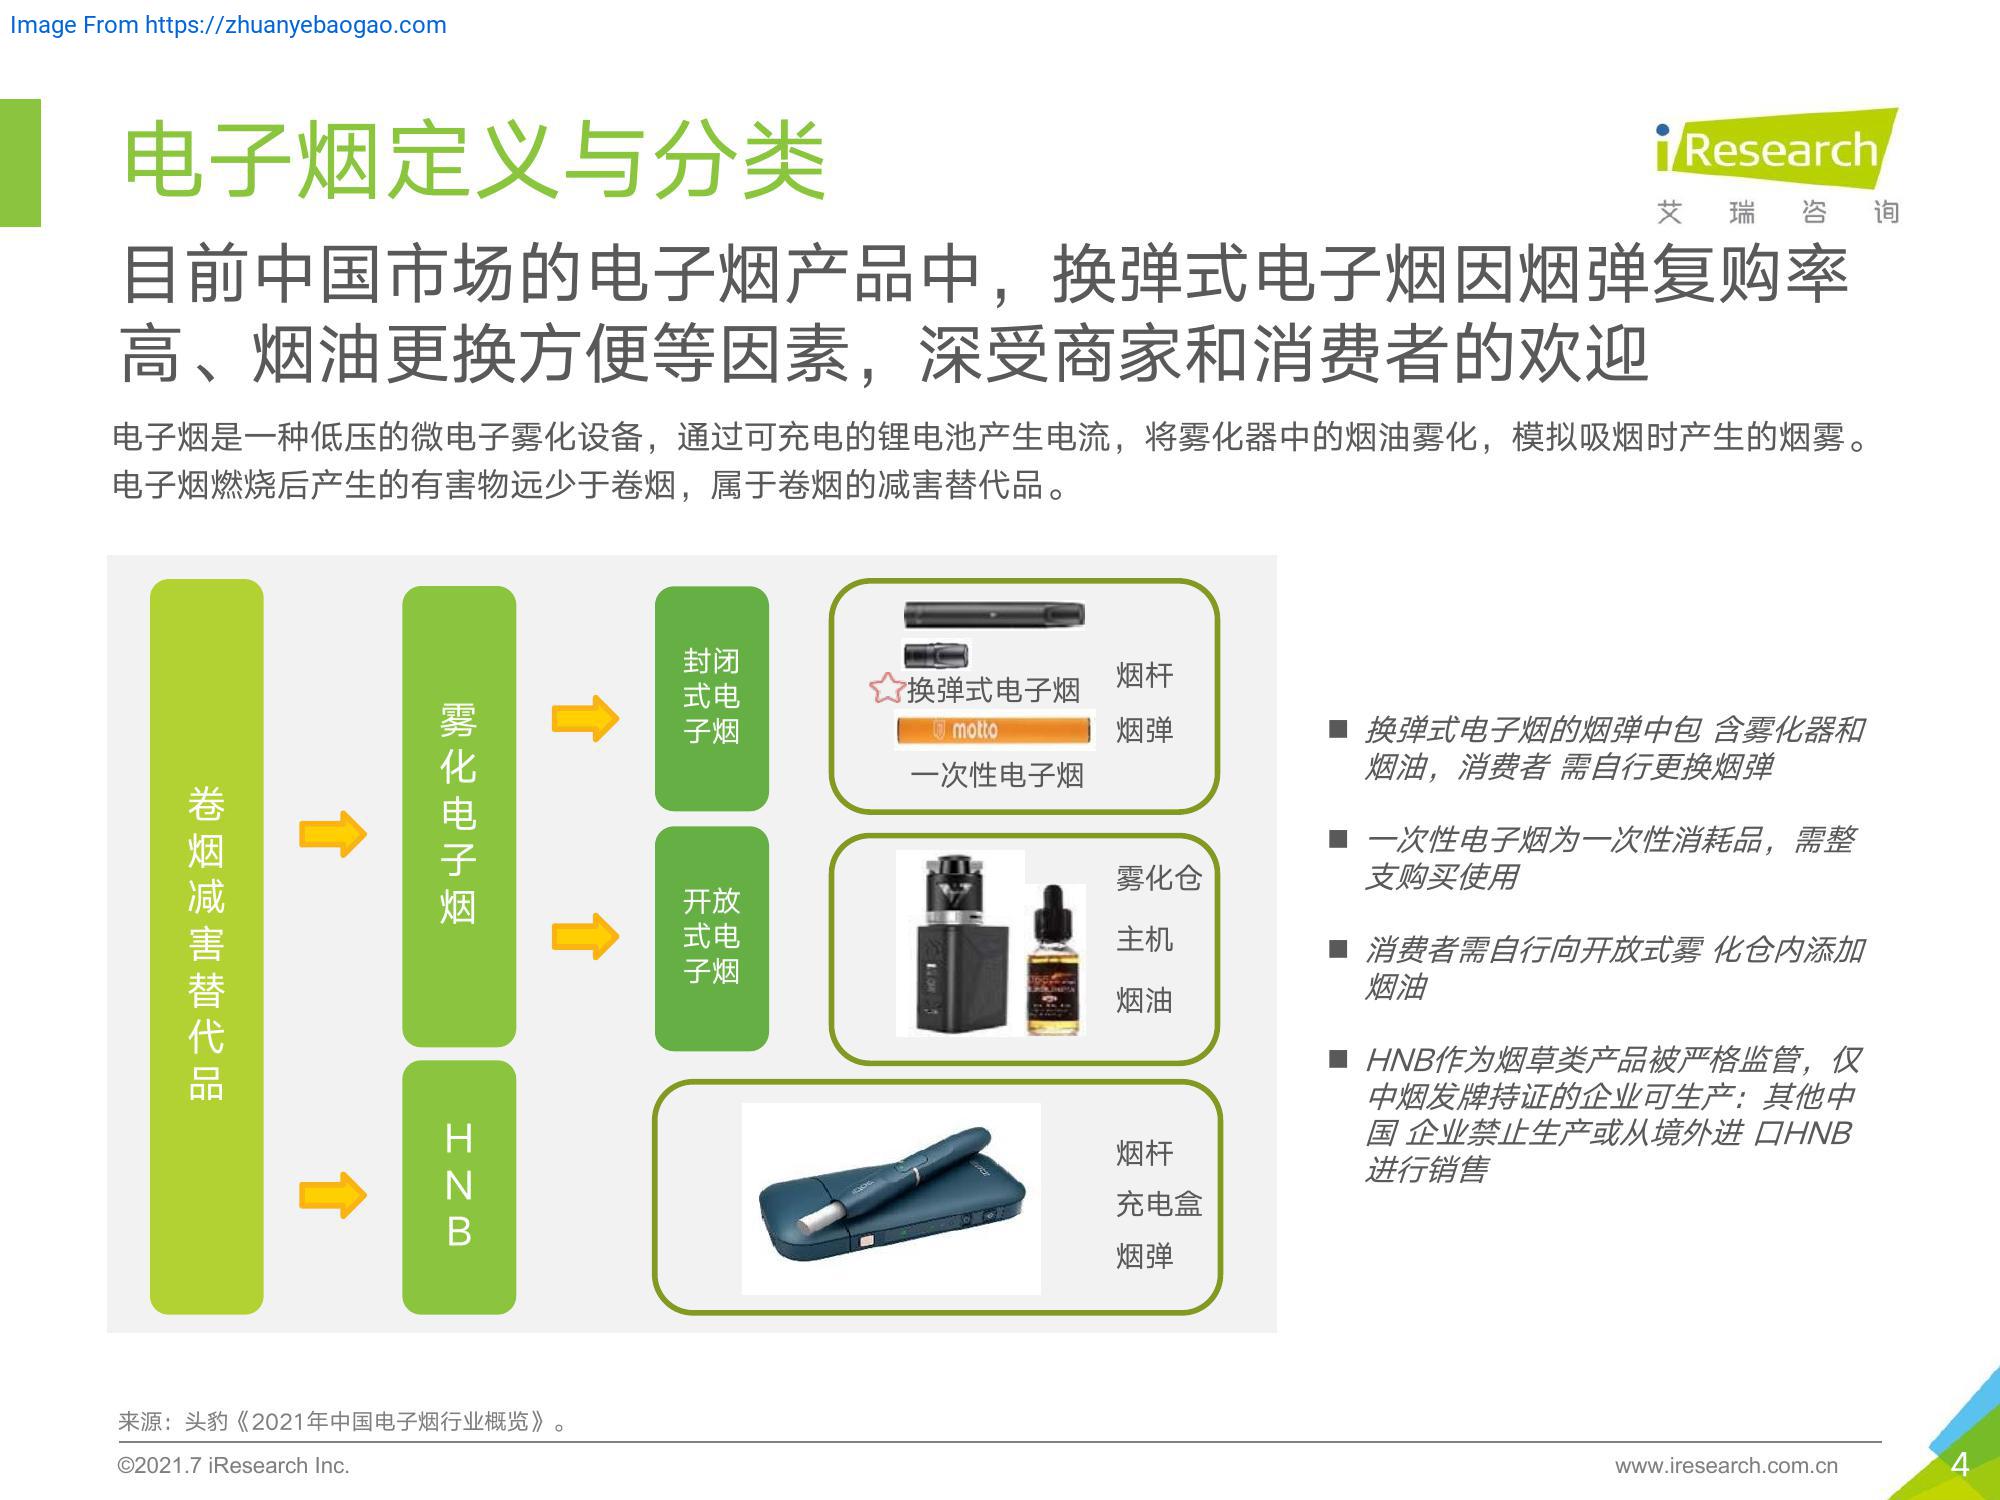 Image From https://zhuanyebaogao.com
电子烟定义与分类
iResearch
艾瑞咨询
目前中国市场的电子烟产品中，换弹式电子烟因烟弹复购率
高、烟油更换方便等因素，深受商家和消费者的欢迎
电子烟是一种低压的微电子雾化设备，通过可充电的锂电池产生电流，将雾化器中的烟油雾化，模拟吸烟时产生的烟雾。
电子烟燃烧后产生的有害物远少于卷烟，属于卷烟的减害替代品。
卷
烟
减
害
替
代
品
雾
化
电
子
烟
H
N
B
封闭
式电
子烟
开放
式电
子烟
换弹式电子烟
motto
一次性电子烟
烟杆
烟弹
雾化仓
主机
烟油
烟杆
充电盒
烟弹
■ 换弹式电子烟的烟弹中包 含雾化器和
烟油，消费者 需自行更换烟弹
■ 一次性电子烟为一次性消耗品，需整
支购买使用
■ 消费者需自行向开放式雾 化仓内添加
烟油
■ HNB作为烟草类产品被严格监管，仅
中烟发牌持证的企业可生产：其他中
国 企业禁止生产或从境外进 口HNB
进行销售
来源：头豹《2021年中国电子烟行业概览》。
©2021.7 iResearch Inc.
www.iresearch.com.cn
4